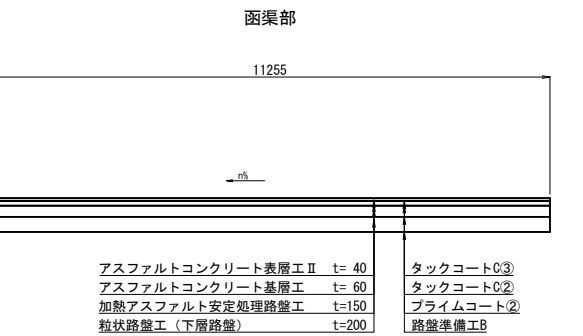 函渠部
11255
n%
アスファルトコンクリート表層工Ⅱ t= 40 タックコートC③
アスファルトコンクリート基層工 t= 60 タックコートC②
加熱アスファルト安定処理路盤工 t=150 プライムコート②
粒状路盤工（下層路盤） t=200 路盤準備工B